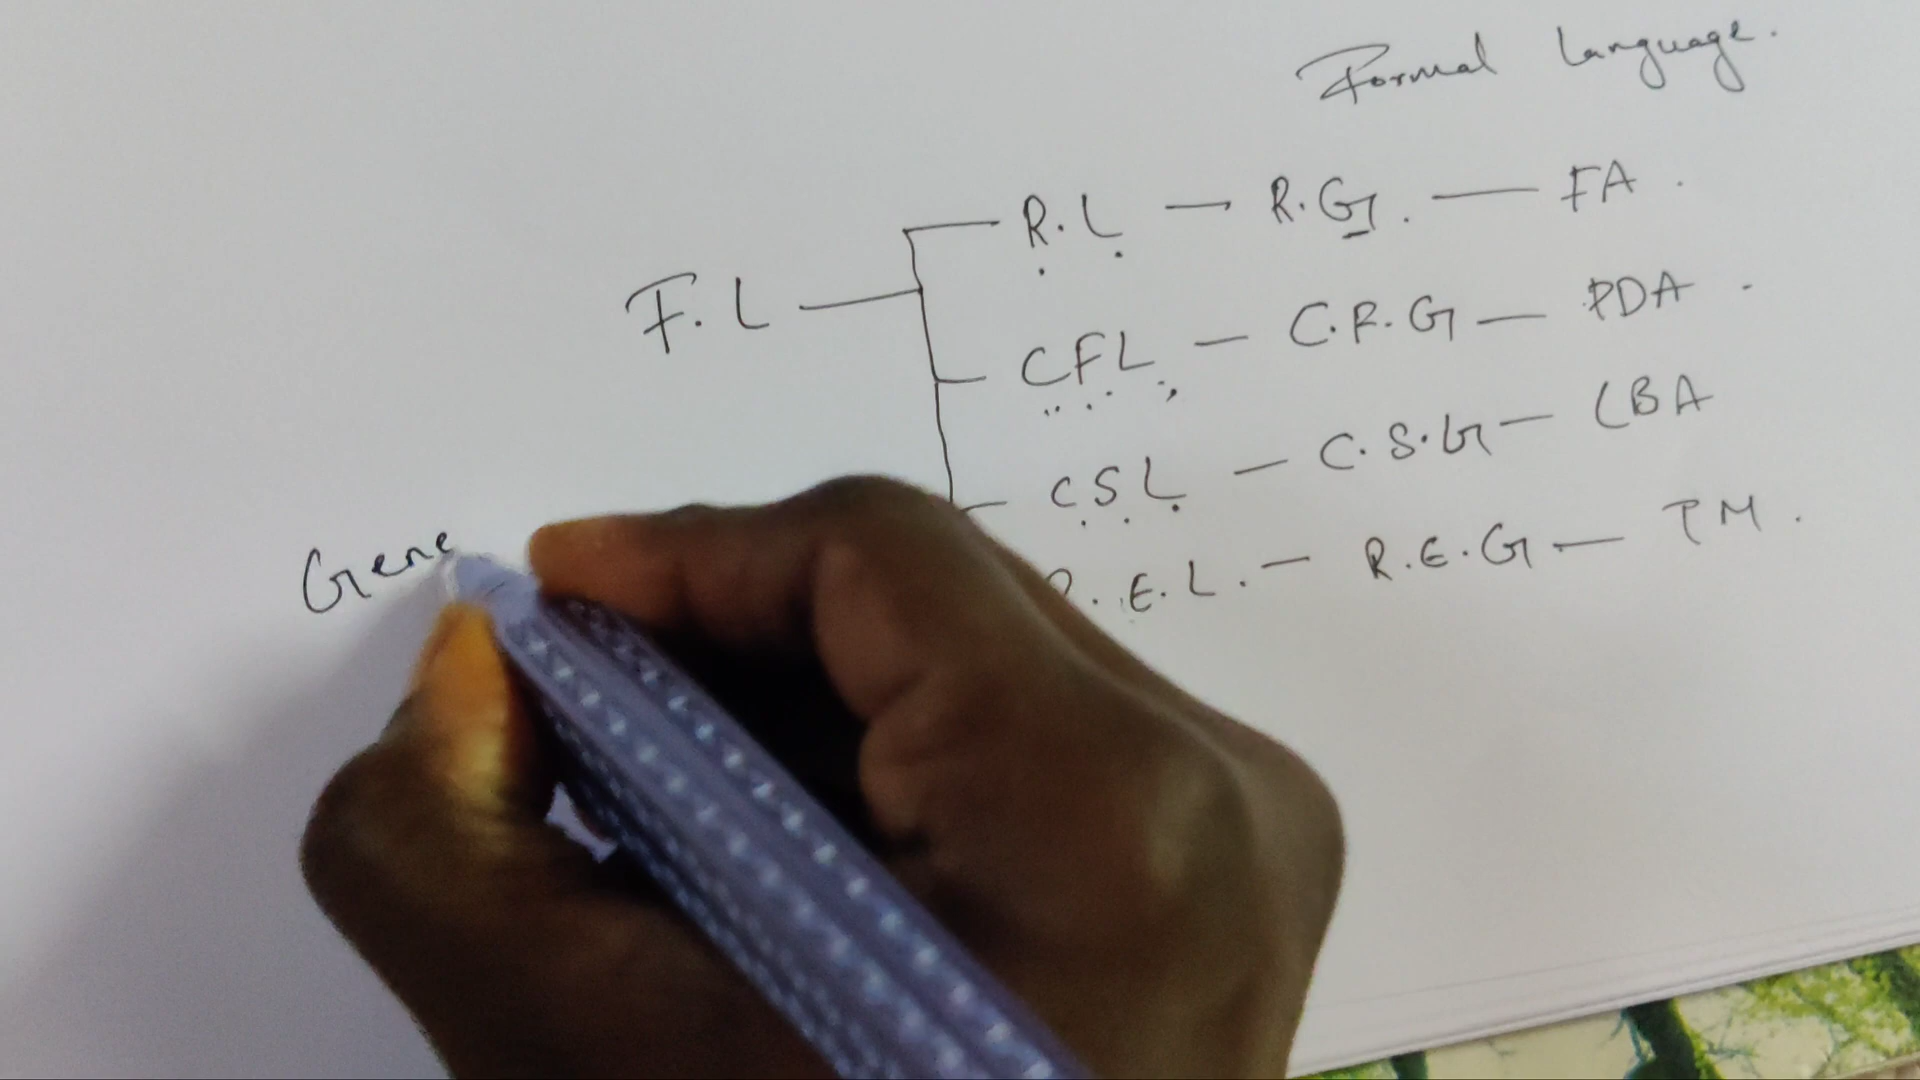 Formal language.
R.L → R.G. — FA.
F.L
CFL — C.F.G — PDA.
CSL — C.S.G — LBA
R.E.L. — R.E.G — TM.
Gene